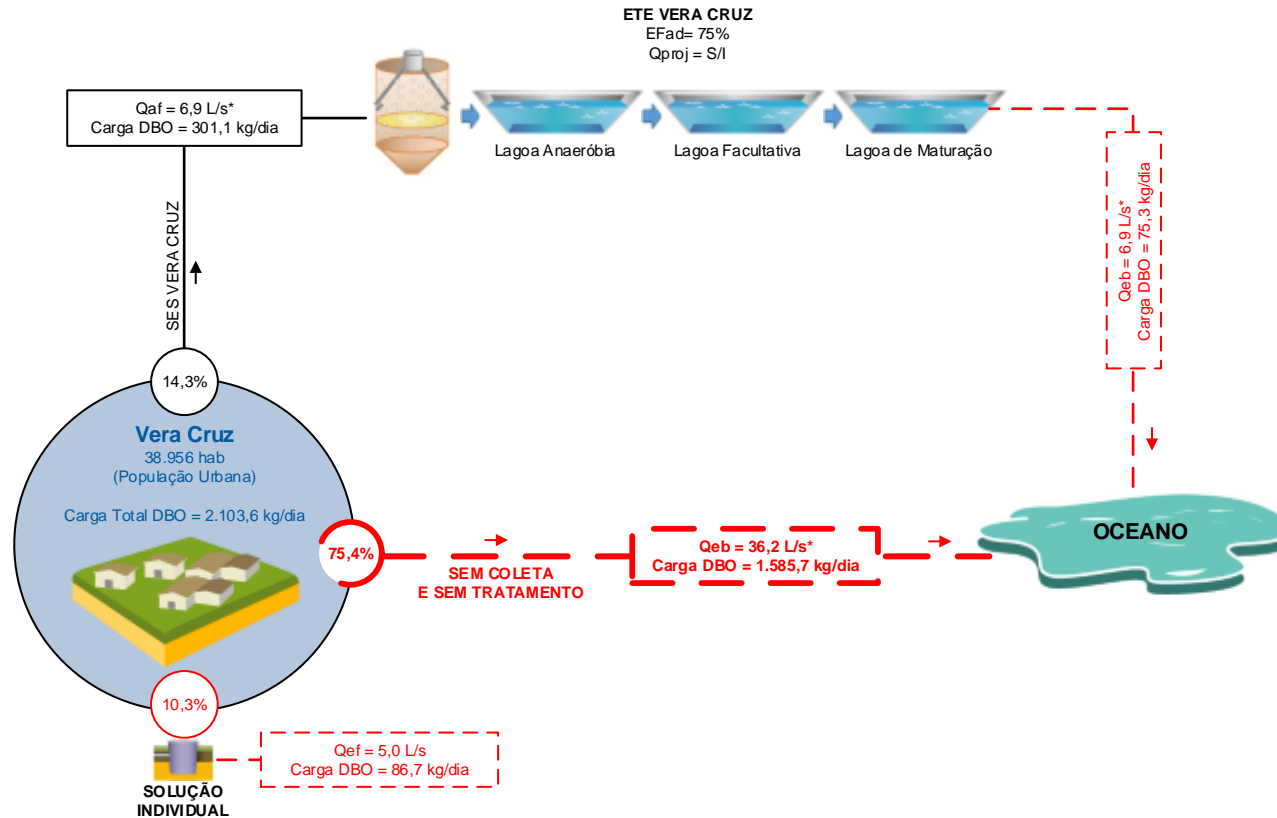 ETE VERA CRUZ
EFad= 75%
Qproj = S/I
Qaf = 6,9 L/s*
Carga DBO = 301,1 kg/dia
Lagoa Anaeróbia
Lagoa Facultativa
Lagoa de Maturação
Qeb = 6,9 L/s*
Carga DBO = 75,3 kg/dia
SES VERA CRUZ
14,3%
Vera Cruz
38.956 hab
(População Urbana)
Carga Total DBO = 2.103,6 kg/dia
75,4%
SEM COLETA
E SEM TRATAMENTO
Qeb = 36,2 L/s*
Carga DBO = 1.585,7 kg/dia
OCEANO
10,3%
Qef = 5,0 L/s
Carga DBO = 86,7 kg/dia
SOLUÇÃO
INDIVIDUAL